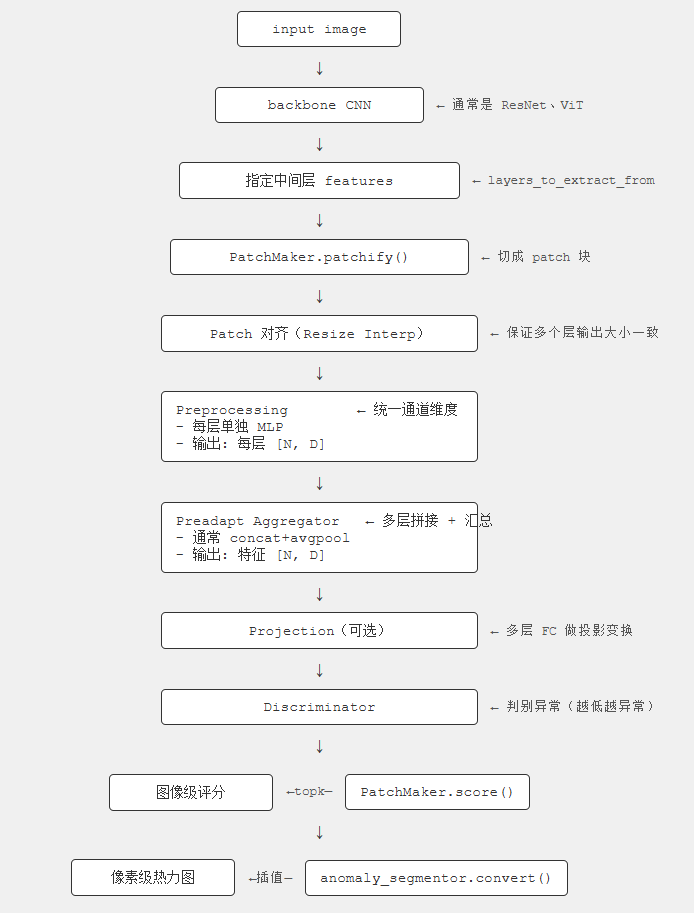 input image
↓
backbone CNN ← 通常是 ResNet、ViT
↓
指定中间层 features ← layers_to_extract_from
↓
PatchMaker.patchify() ← 切成 patch 块
↓
Patch 对齐（Resize Interp） ← 保证多个层输出大小一致
↓
Preprocessing ← 统一通道维度
- 每层单独 MLP
- 输出：每层 [N, D]
↓
Preadapt Aggregator ← 多层拼接 + 汇总
- 通常 concat+avgpool
- 输出：特征 [N, D]
↓
Projection（可选） ← 多层 FC 做投影变换
↓
Discriminator ← 判别异常（越低越异常）
↓
图像级评分 ←topk— PatchMaker.score()
↓
像素级热力图 ←插值— anomaly_segmentor.convert()